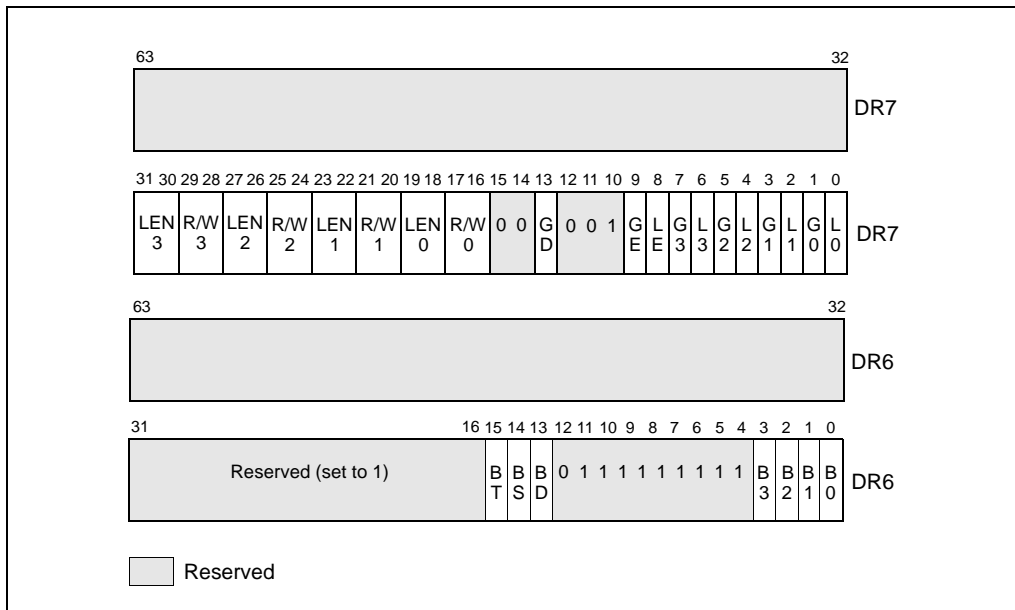 63 32
DR7
31 30 29 28 27 26 25 24 23 22 21 20 19 18 17 16 15 14 13 12 11 10 9 8 7 6 5 4 3 2 1 0
LEN 3 R/W 3 LEN 2 R/W 2 LEN 1 R/W 1 LEN 0 R/W 0 0 0 G D 0 0 1 G E L E G 3 L 3 G 2 L 2 G 1 L 1 G 0 L 0 DR7
63 32
DR6
31 16 15 14 13 12 11 10 9 8 7 6 5 4 3 2 1 0
Reserved (set to 1) B T B S B D 0 1 1 1 1 1 1 1 1 B 3 B 2 B 1 B 0 DR6
Reserved